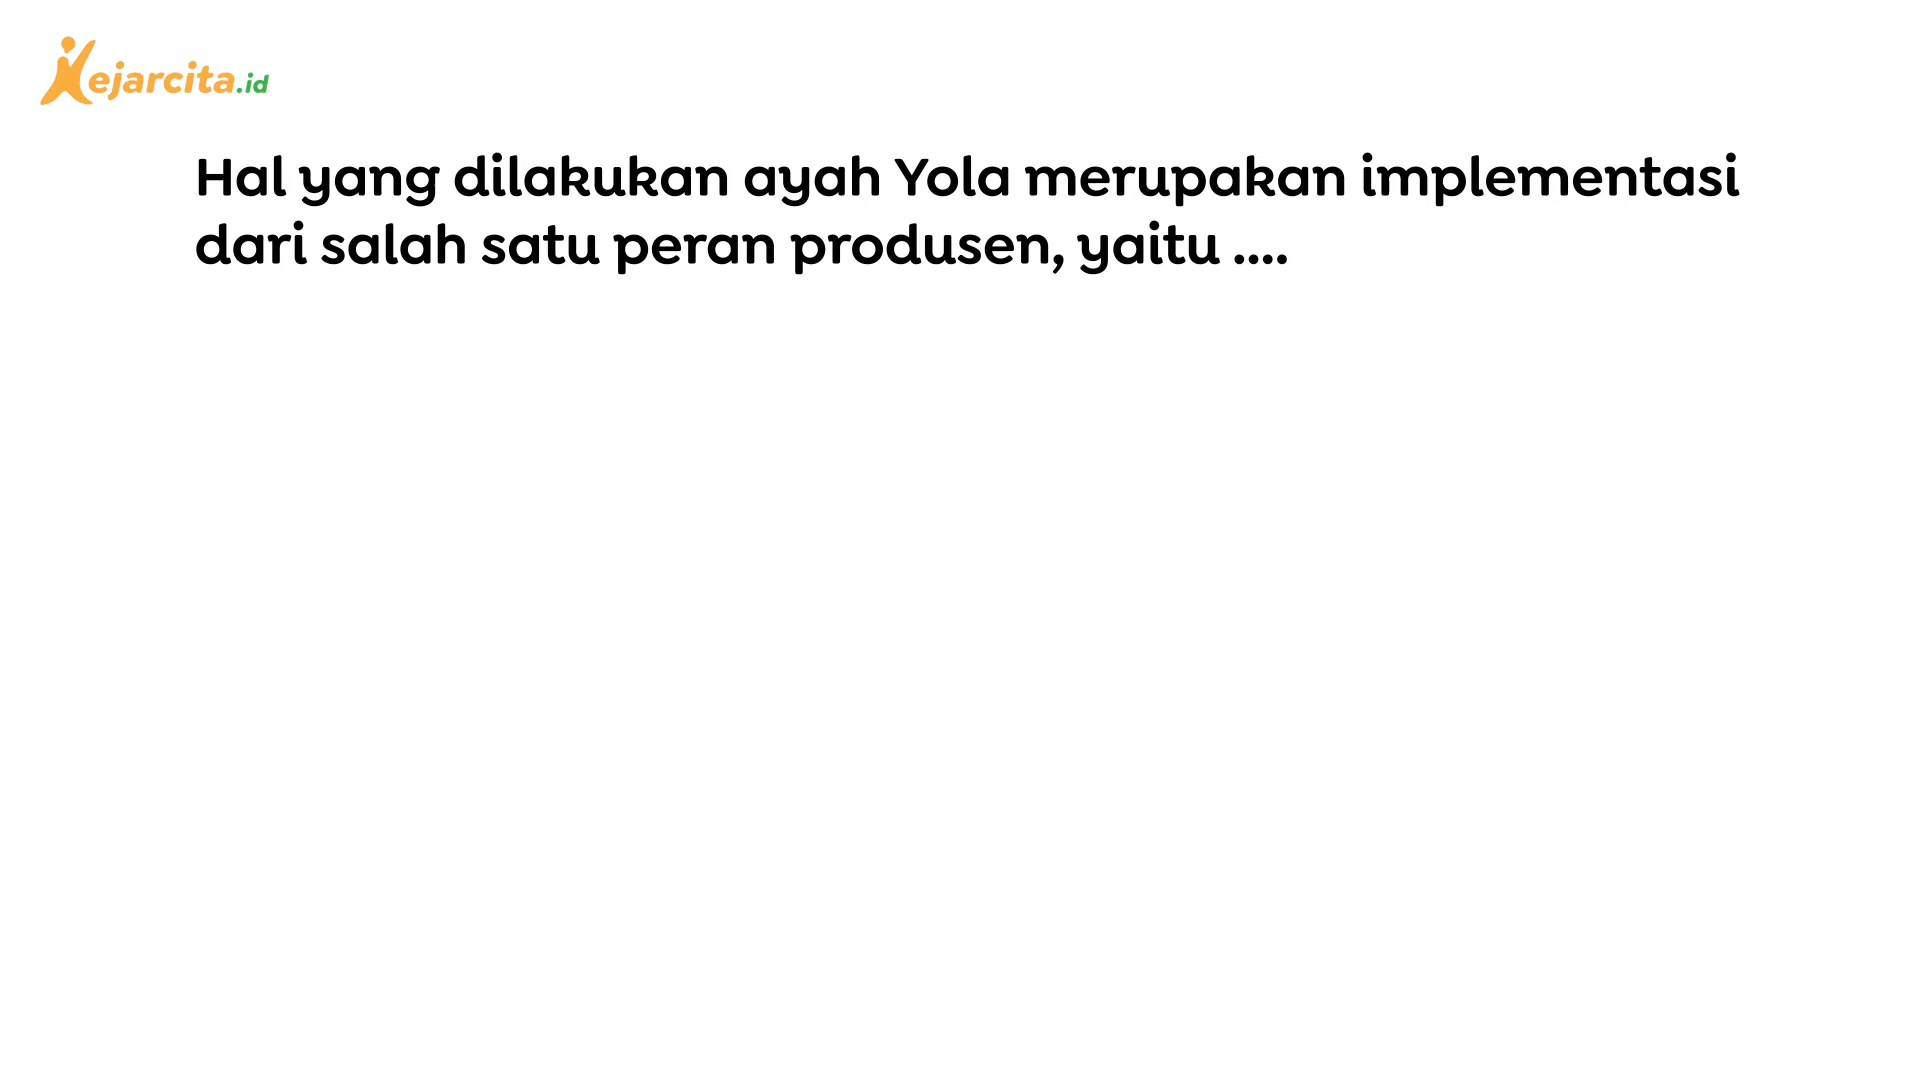 Kejarcita.id
Hal yang dilakukan ayah Yola merupakan implementasi
dari salah satu peran produsen, yaitu ....